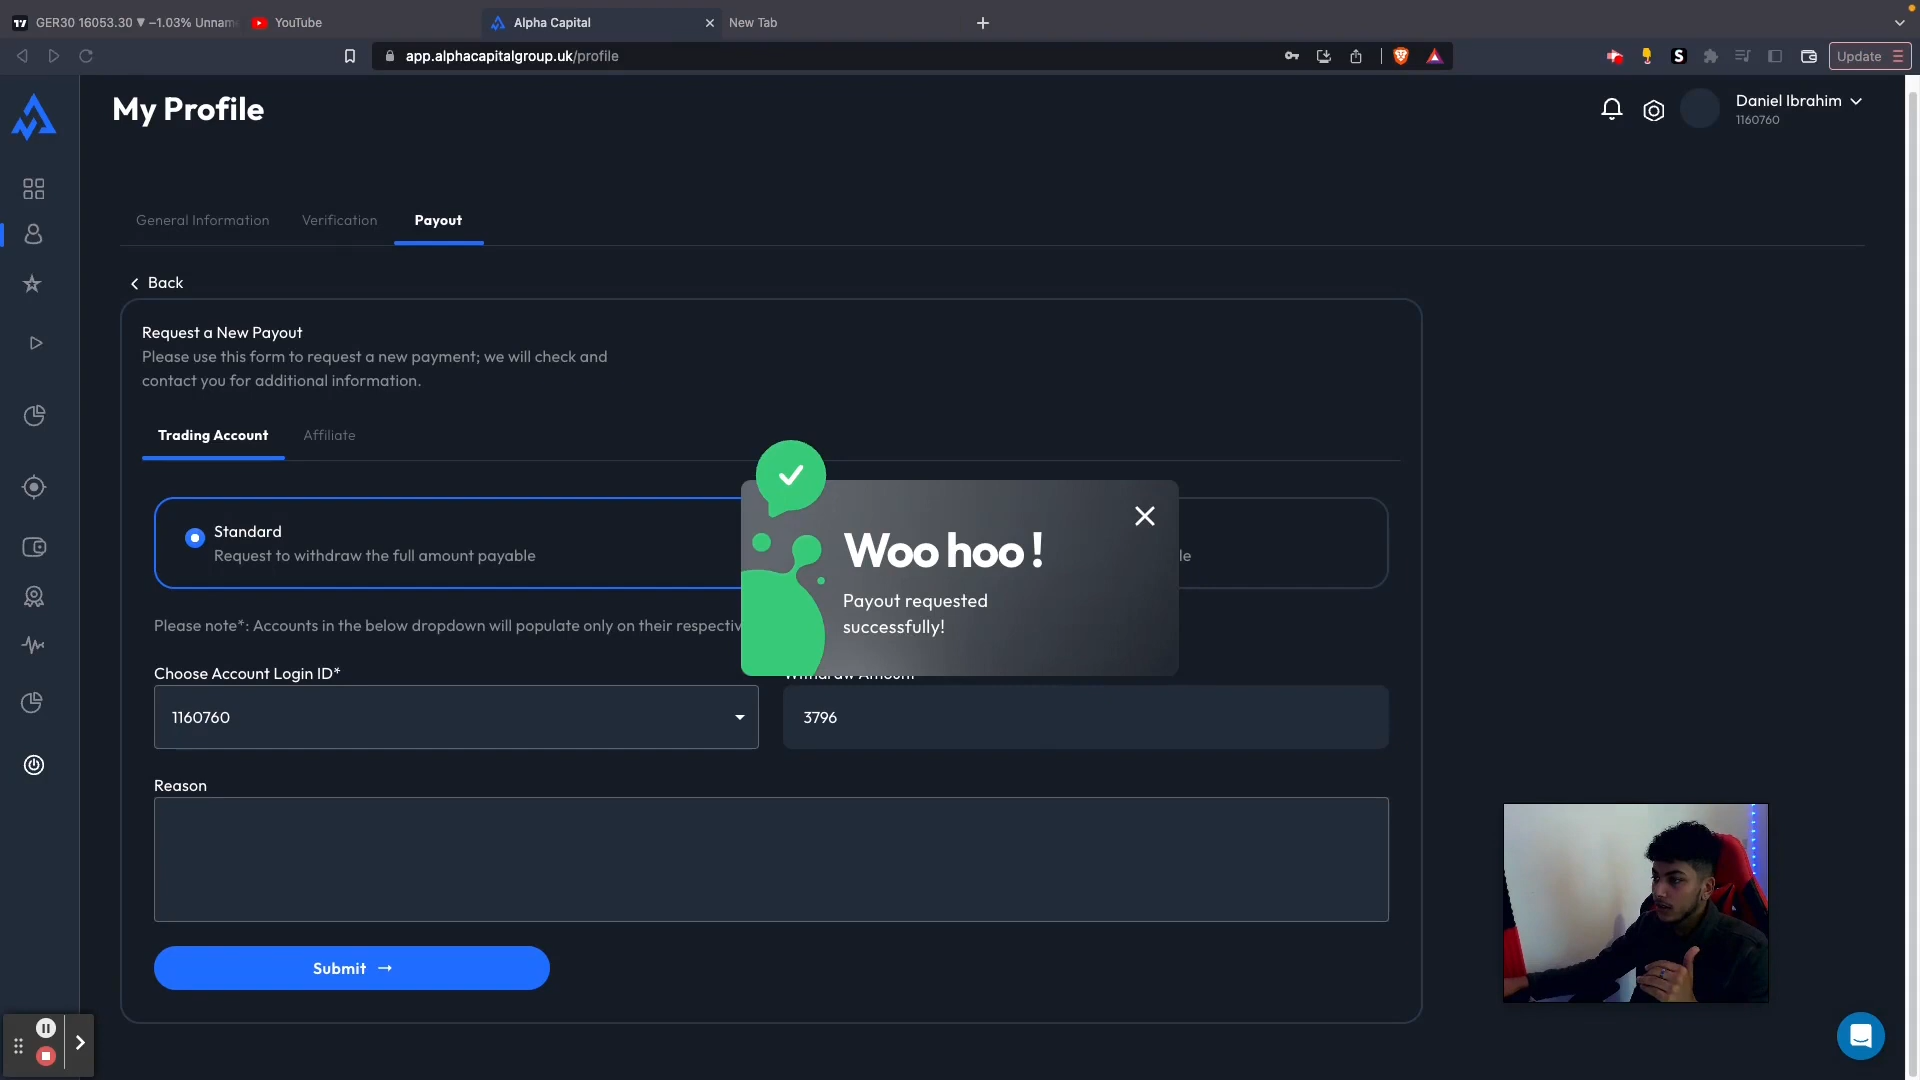 GER30 16053.30 ▼ −1.03% Unnam
YouTube
Alpha Capital
New Tab
app.alphacapitalgroup.uk/profile
Update
My Profile
Daniel Ibrahim
1160760
General Information
Verification
Payout
Back
Request a New Payout
Please use this form to request a new payment; we will check and
contact you for additional information.
Trading Account
Affiliate
Standard
Request to withdraw the full amount payable
le
Woo hoo !
Payout requested
successfully!
Please note*: Accounts in the below dropdown will populate only on their respectiv
Choose Account Login ID*
Withdraw Amount
1160760
3796
Reason
Submit →